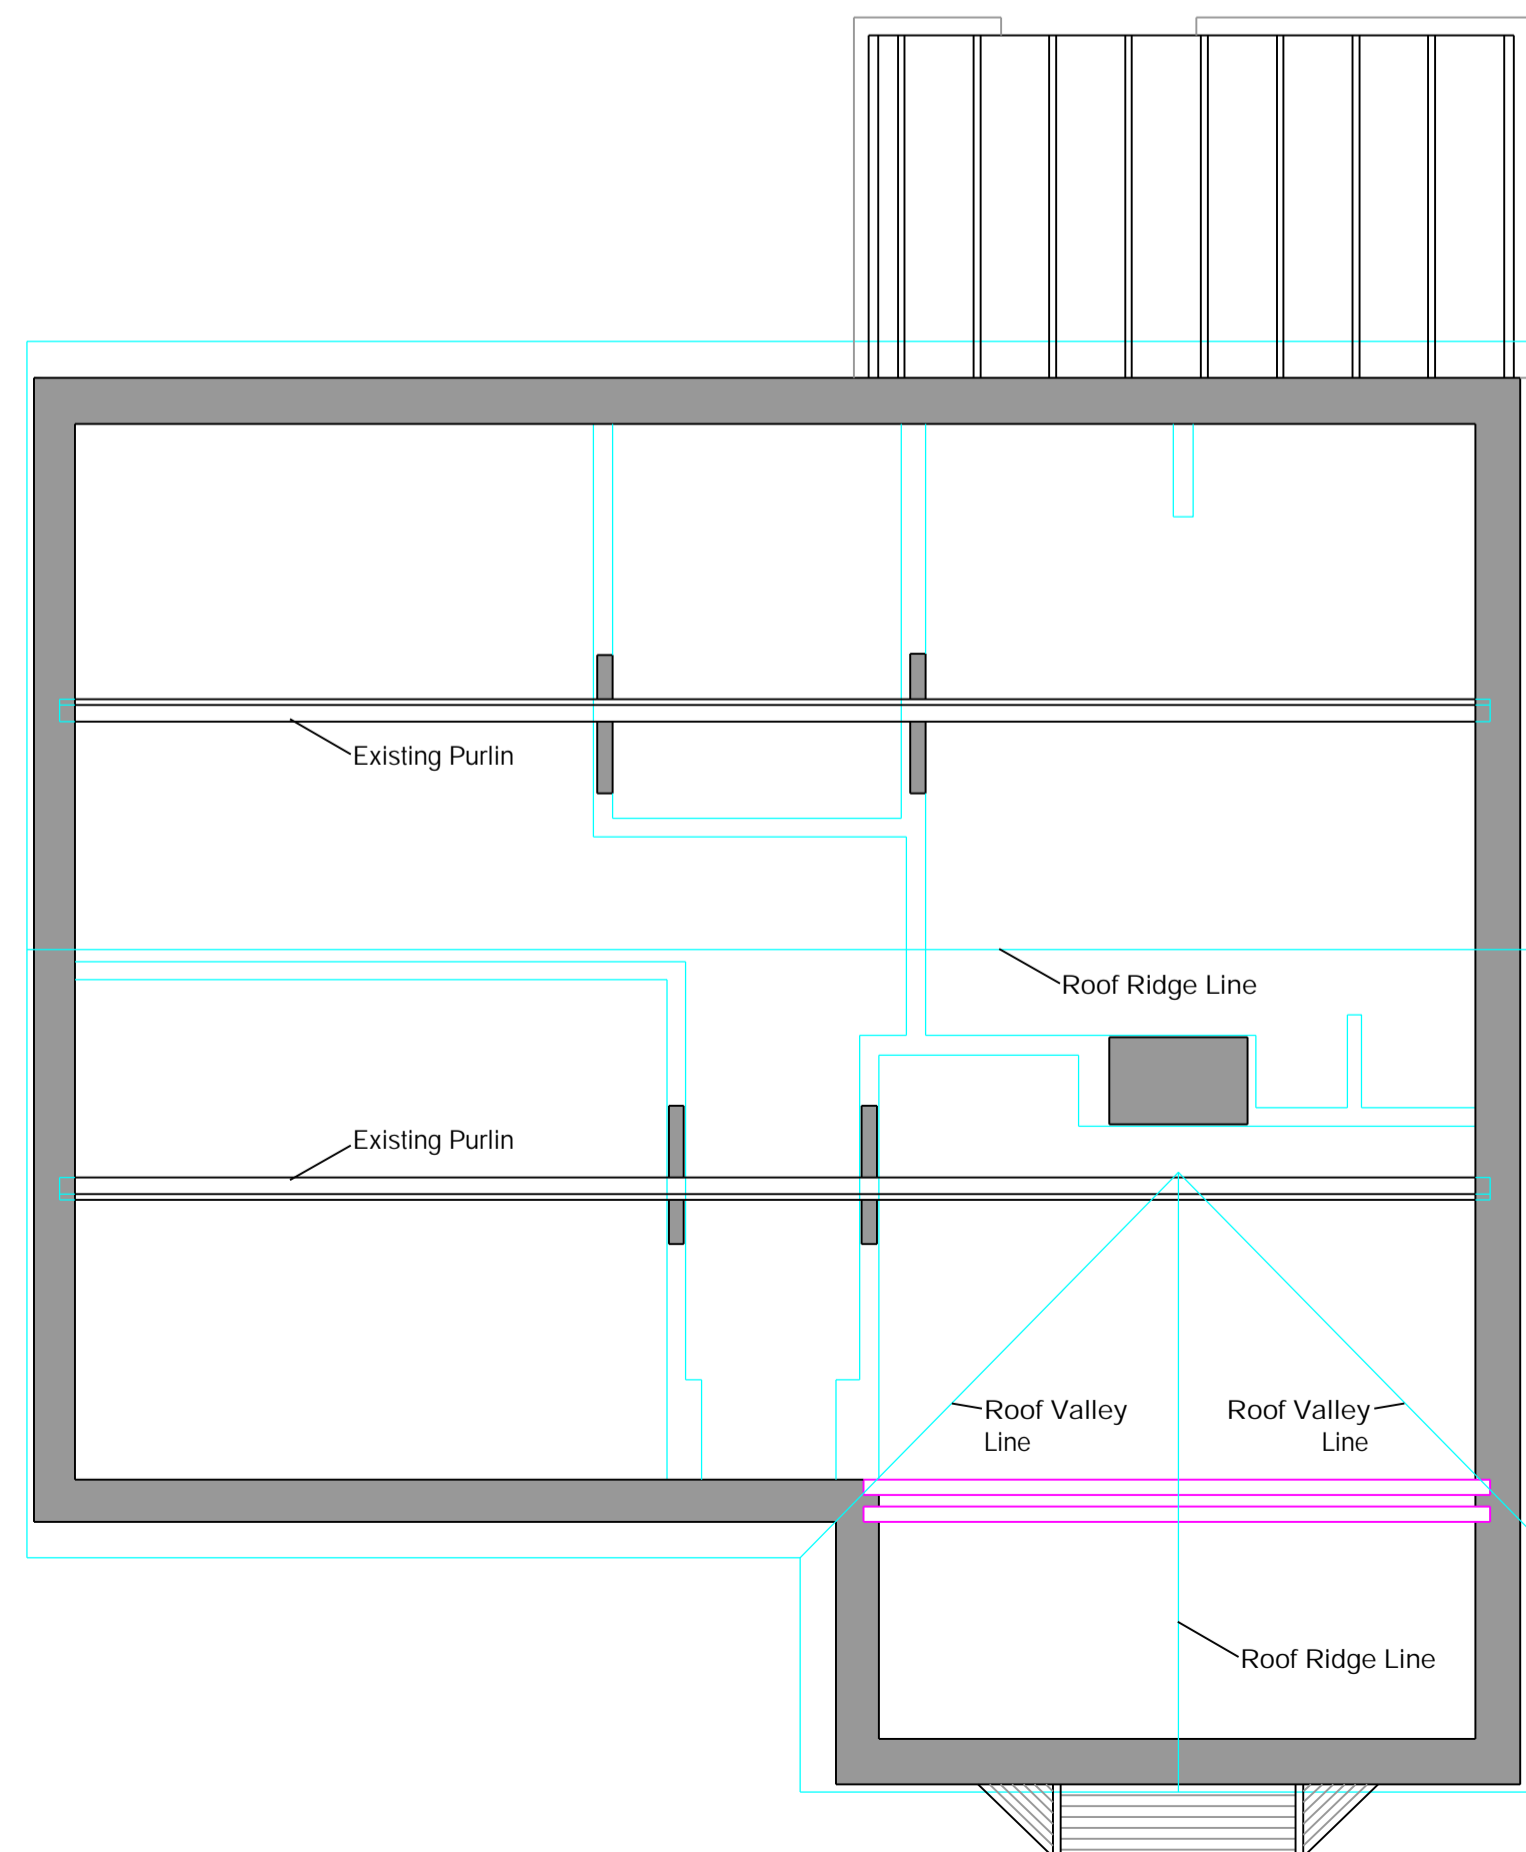 Existing Purlin
Roof Ridge Line
Existing Purlin
Roof Valley
Line
Roof Valley
Line
Roof Ridge Line